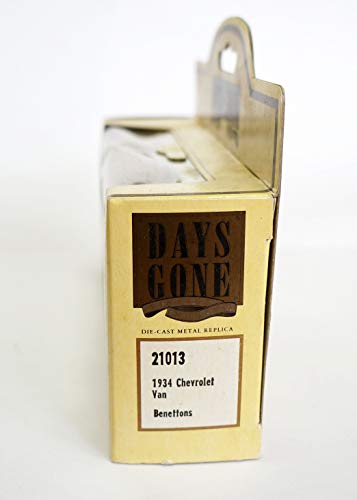 DAYS
GONE
DIE-CAST METAL REPLICA
21013
1934 Chevrolet
Van
Benettons